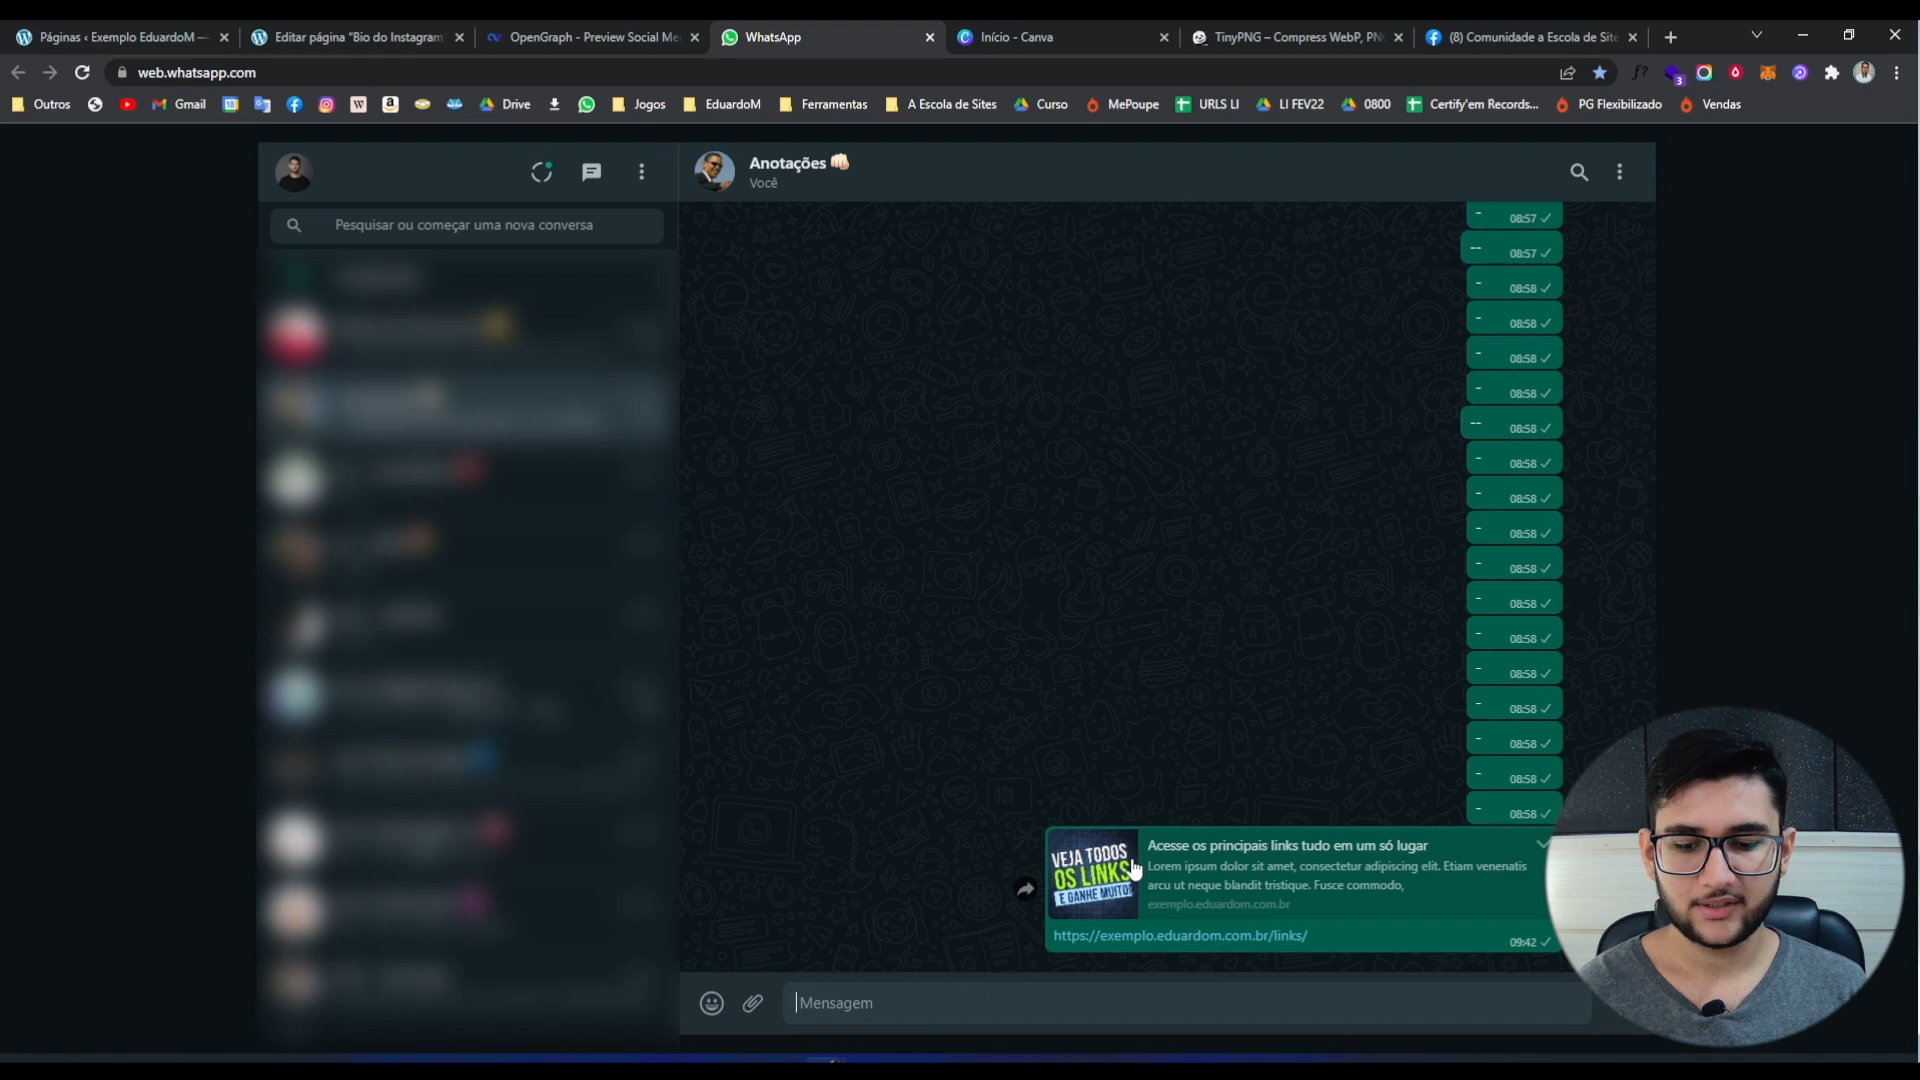 Páginas ‹ Exemplo EduardoM —
Editar página "Bio do Instagram
OpenGraph - Preview Social Me
WhatsApp
Início - Canva
TinyPNG – Compress WebP, PN
(8) Comunidade a Escola de Site
web.whatsapp.com
Outros
Gmail
Drive
Jogos
EduardoM
Ferramentas
A Escola de Sites
Curso
MePoupe
URLS LI
LI FEV22
0800
Certify'em Records...
PG Flexibilizado
Vendas
Anotações
Você
Pesquisar ou começar uma nova conversa
- 08:57
-- 08:57
- 08:58
- 08:58
- 08:58
- 08:58
-- 08:58
- 08:58
- 08:58
- 08:58
- 08:58
- 08:58
- 08:58
- 08:58
- 08:58
- 08:58
- 08:58
- 08:58
VEJA TODOS
OS LINKS
E GANHE MUITO!
Acesse os principais links tudo em um só lugar
Lorem ipsum dolor sit amet, consectetur adipiscing elit. Etiam venenatis
arcu ut neque blandit tristique. Fusce commodo,
exemplo.eduardom.com.br
https://exemplo.eduardom.com.br/links/
09:42
Mensagem